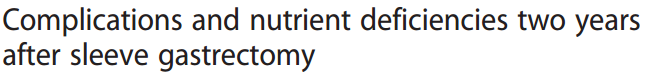 Complications and nutrient deficiencies two years
after sleeve gastrectomy